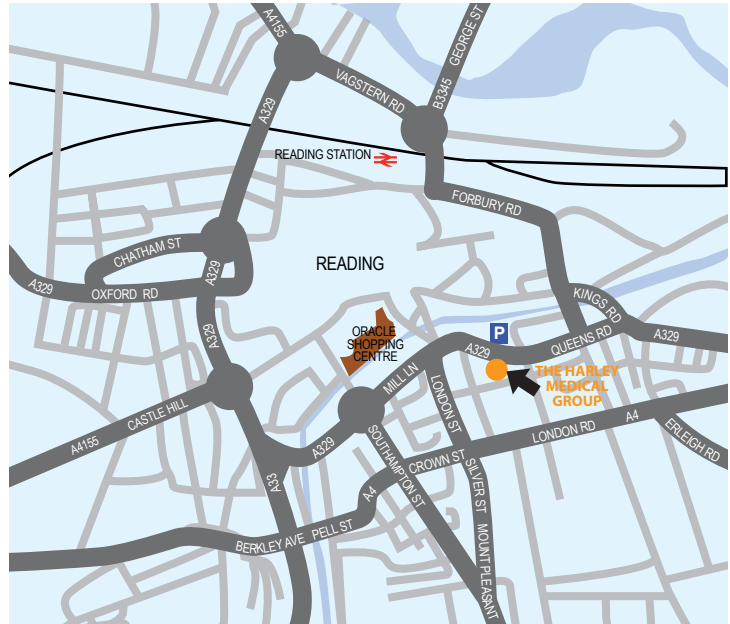 A4155
GEORGE ST
VAGSTERN RD
B3345
A329
READING STATION
FORBURY RD
CHATHAM ST
READING
A329
A329
OXFORD RD
KINGS RD
P
ORACLE
SHOPPING
CENTRE
A329
QUEENS RD
A329
A329
MILL LN
THE HARLEY
MEDICAL
GROUP
LONDON ST
CASTLE HILL
A4155
A4
LONDON RD
ERLEIGH RD
A329
SOUTHAMPTON ST
CROWN ST
A33
A4
SILVER ST
BERKLEY AVE
PELL ST
MOUNT PLEASANT